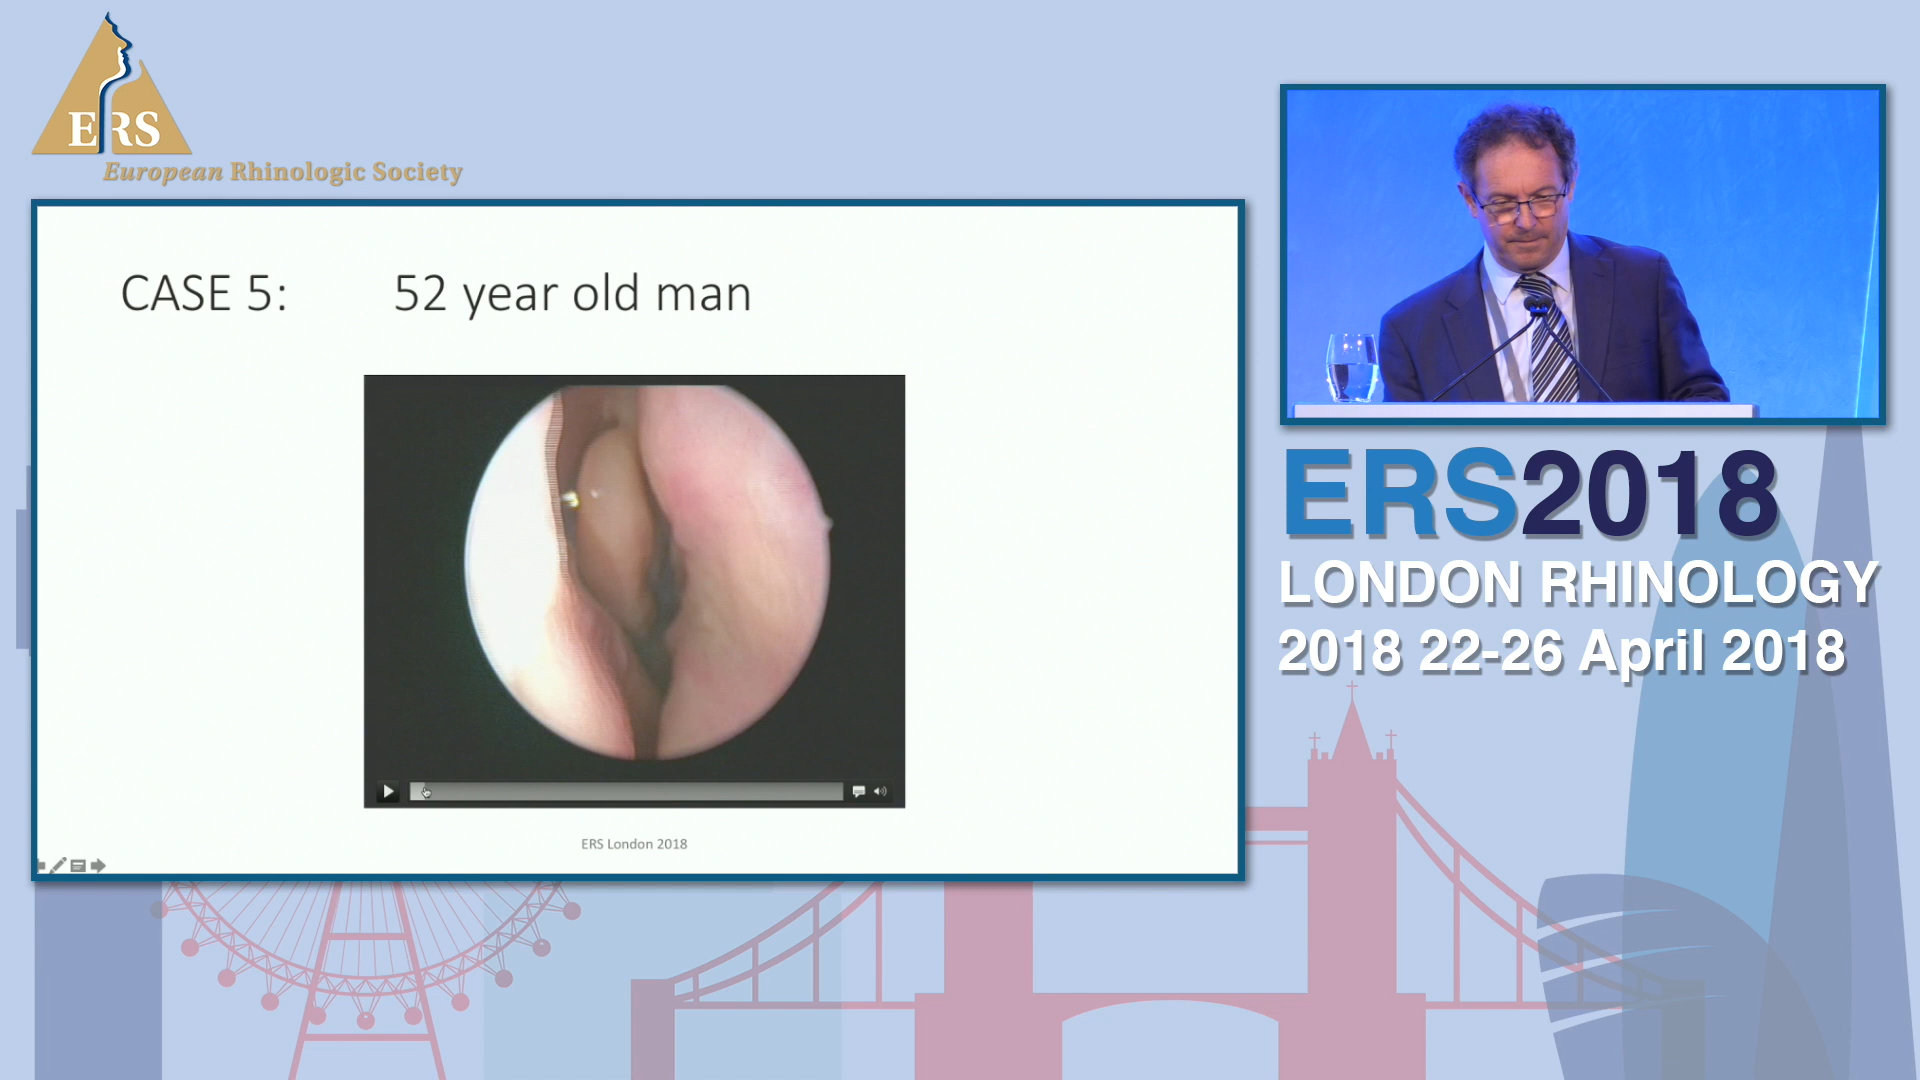 ERS
European Rhinologic Society
CASE 5: 52 year old man
ERS London 2018
ERS2018
LONDON RHINOLOGY
2018 22-26 April 2018